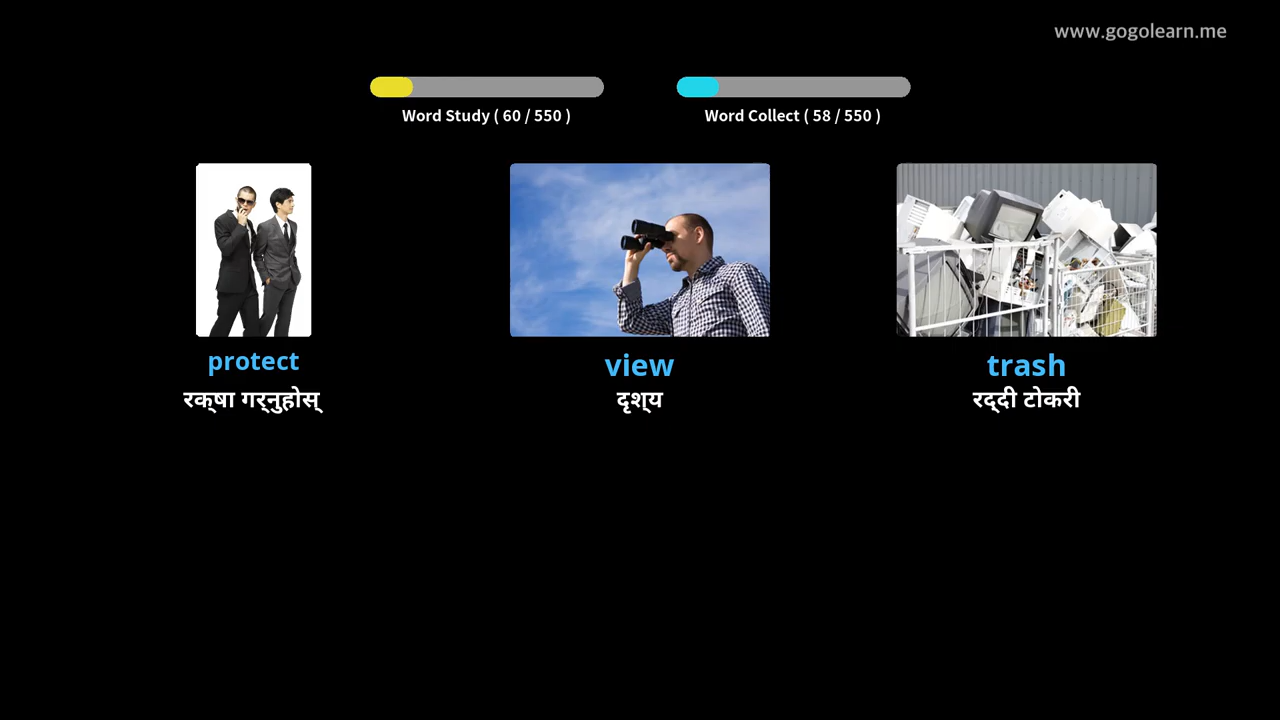 www.gogolearn.me
Word Study ( 60 / 550 )
Word Collect ( 58 / 550 )
protect
रक्षा गर्नुहोस्
view
दृश्य
trash
रद्दी टोकरी